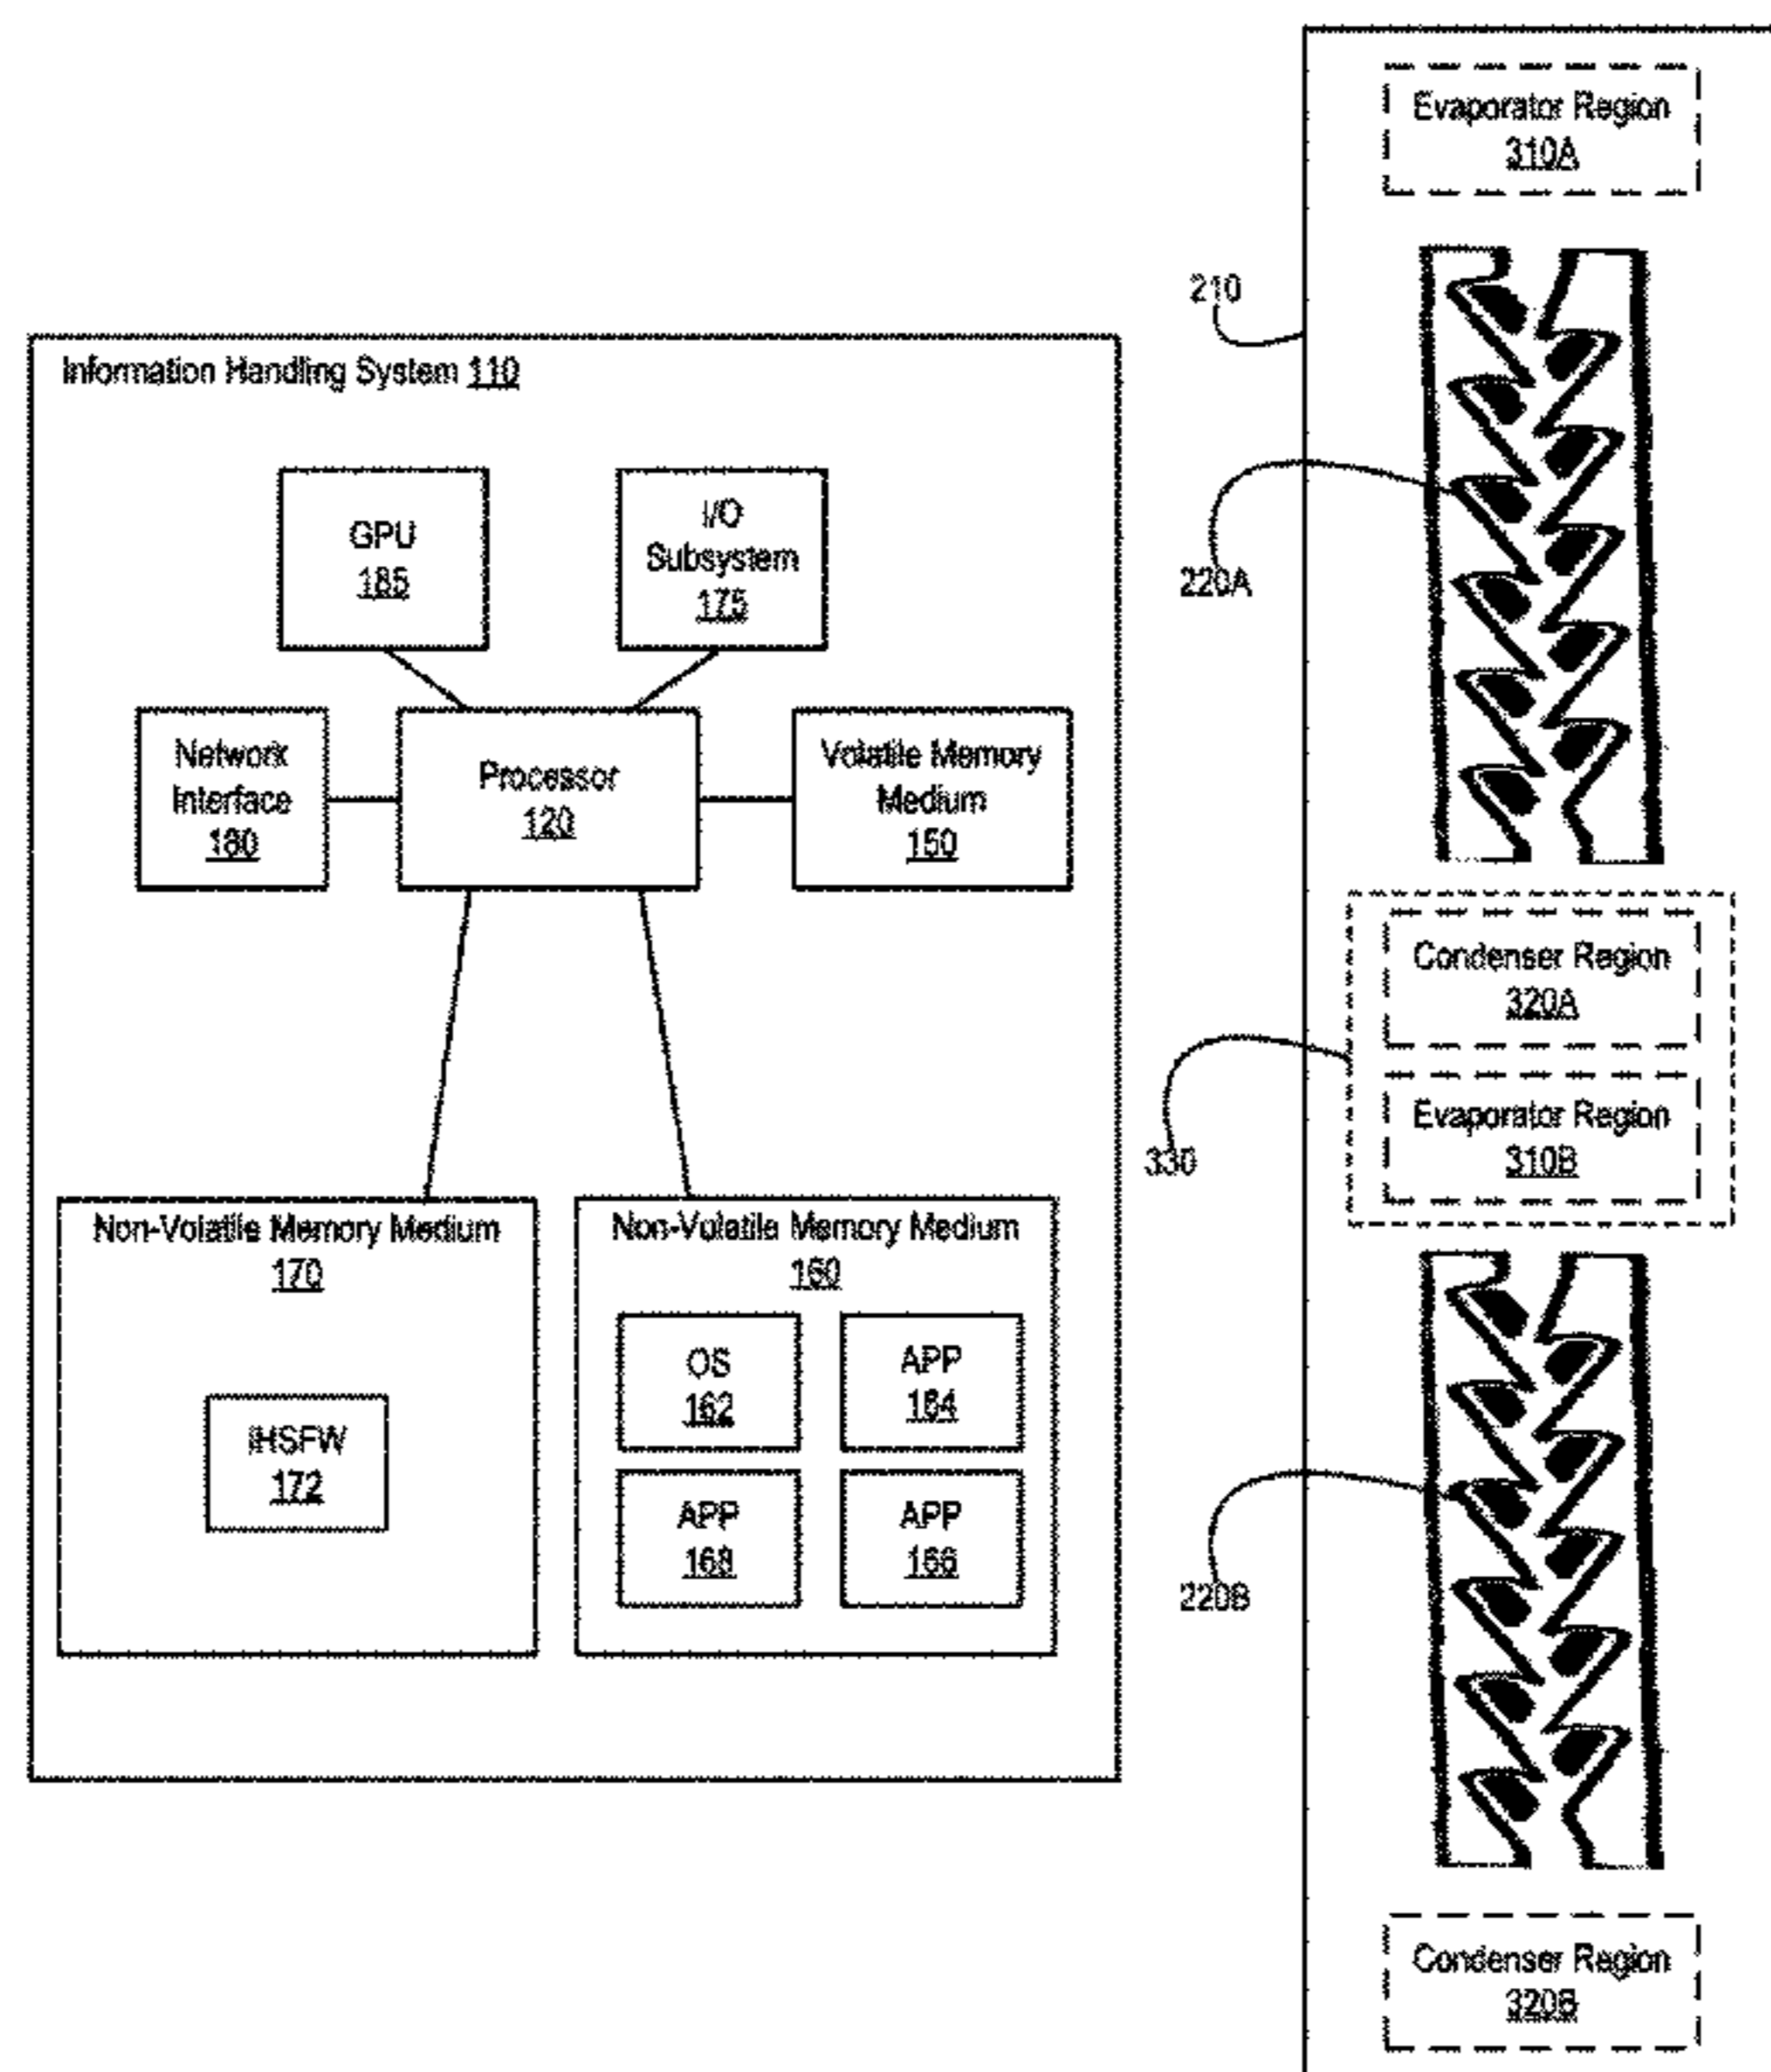 Information Handling System 110
GPU
185
I/O
Subsystem
175
Network
Interface
180
Processor
120
Volatile Memory
Medium
150
Non-Volatile Memory Medium
170
IHSFW
172
Non-Volatile Memory Medium
160
OS
162
APP
164
APP
168
APP
166
Evaporator Region
310A
210
220A
Condenser Region
320A
Evaporator Region
310B
330
220B
Condenser Region
320B